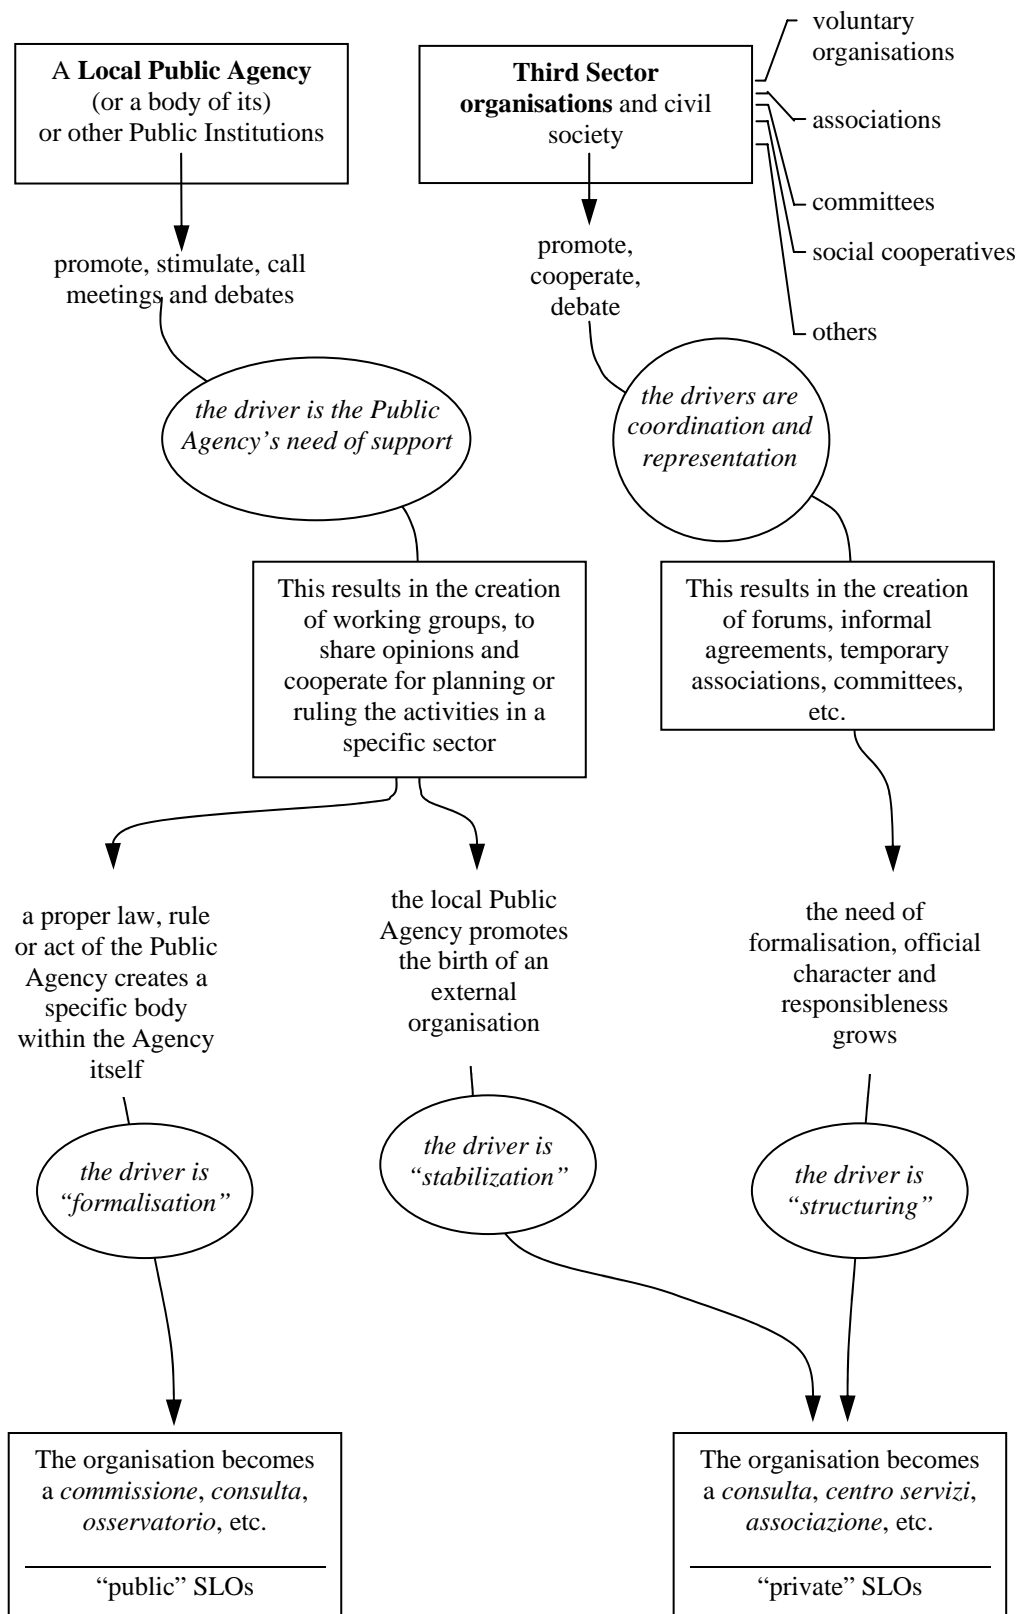 A Local Public Agency
(or a body of its)
or other Public Institutions
Third Sector
organisations and civil
society
voluntary
organisations
associations
committees
social cooperatives
others
promote, stimulate, call
meetings and debates
promote,
cooperate,
debate
the driver is the Public
Agency’s need of support
the drivers are
coordination and
representation
This results in the creation
of working groups, to
share opinions and
cooperate for planning or
ruling the activities in a
specific sector
This results in the creation
of forums, informal
agreements, temporary
associations, committees,
etc.
a proper law, rule
or act of the Public
Agency creates a
specific body
within the Agency
itself
the local Public
Agency promotes
the birth of an
external
organisation
the need of
formalisation, official
character and
responsibleness
grows
the driver is
“formalisation”
the driver is
“stabilization”
the driver is
“structuring”
The organisation becomes
a commissione, consulta,
osservatorio, etc.
“public” SLOs
The organisation becomes
a consulta, centro servizi,
associazione, etc.
“private” SLOs